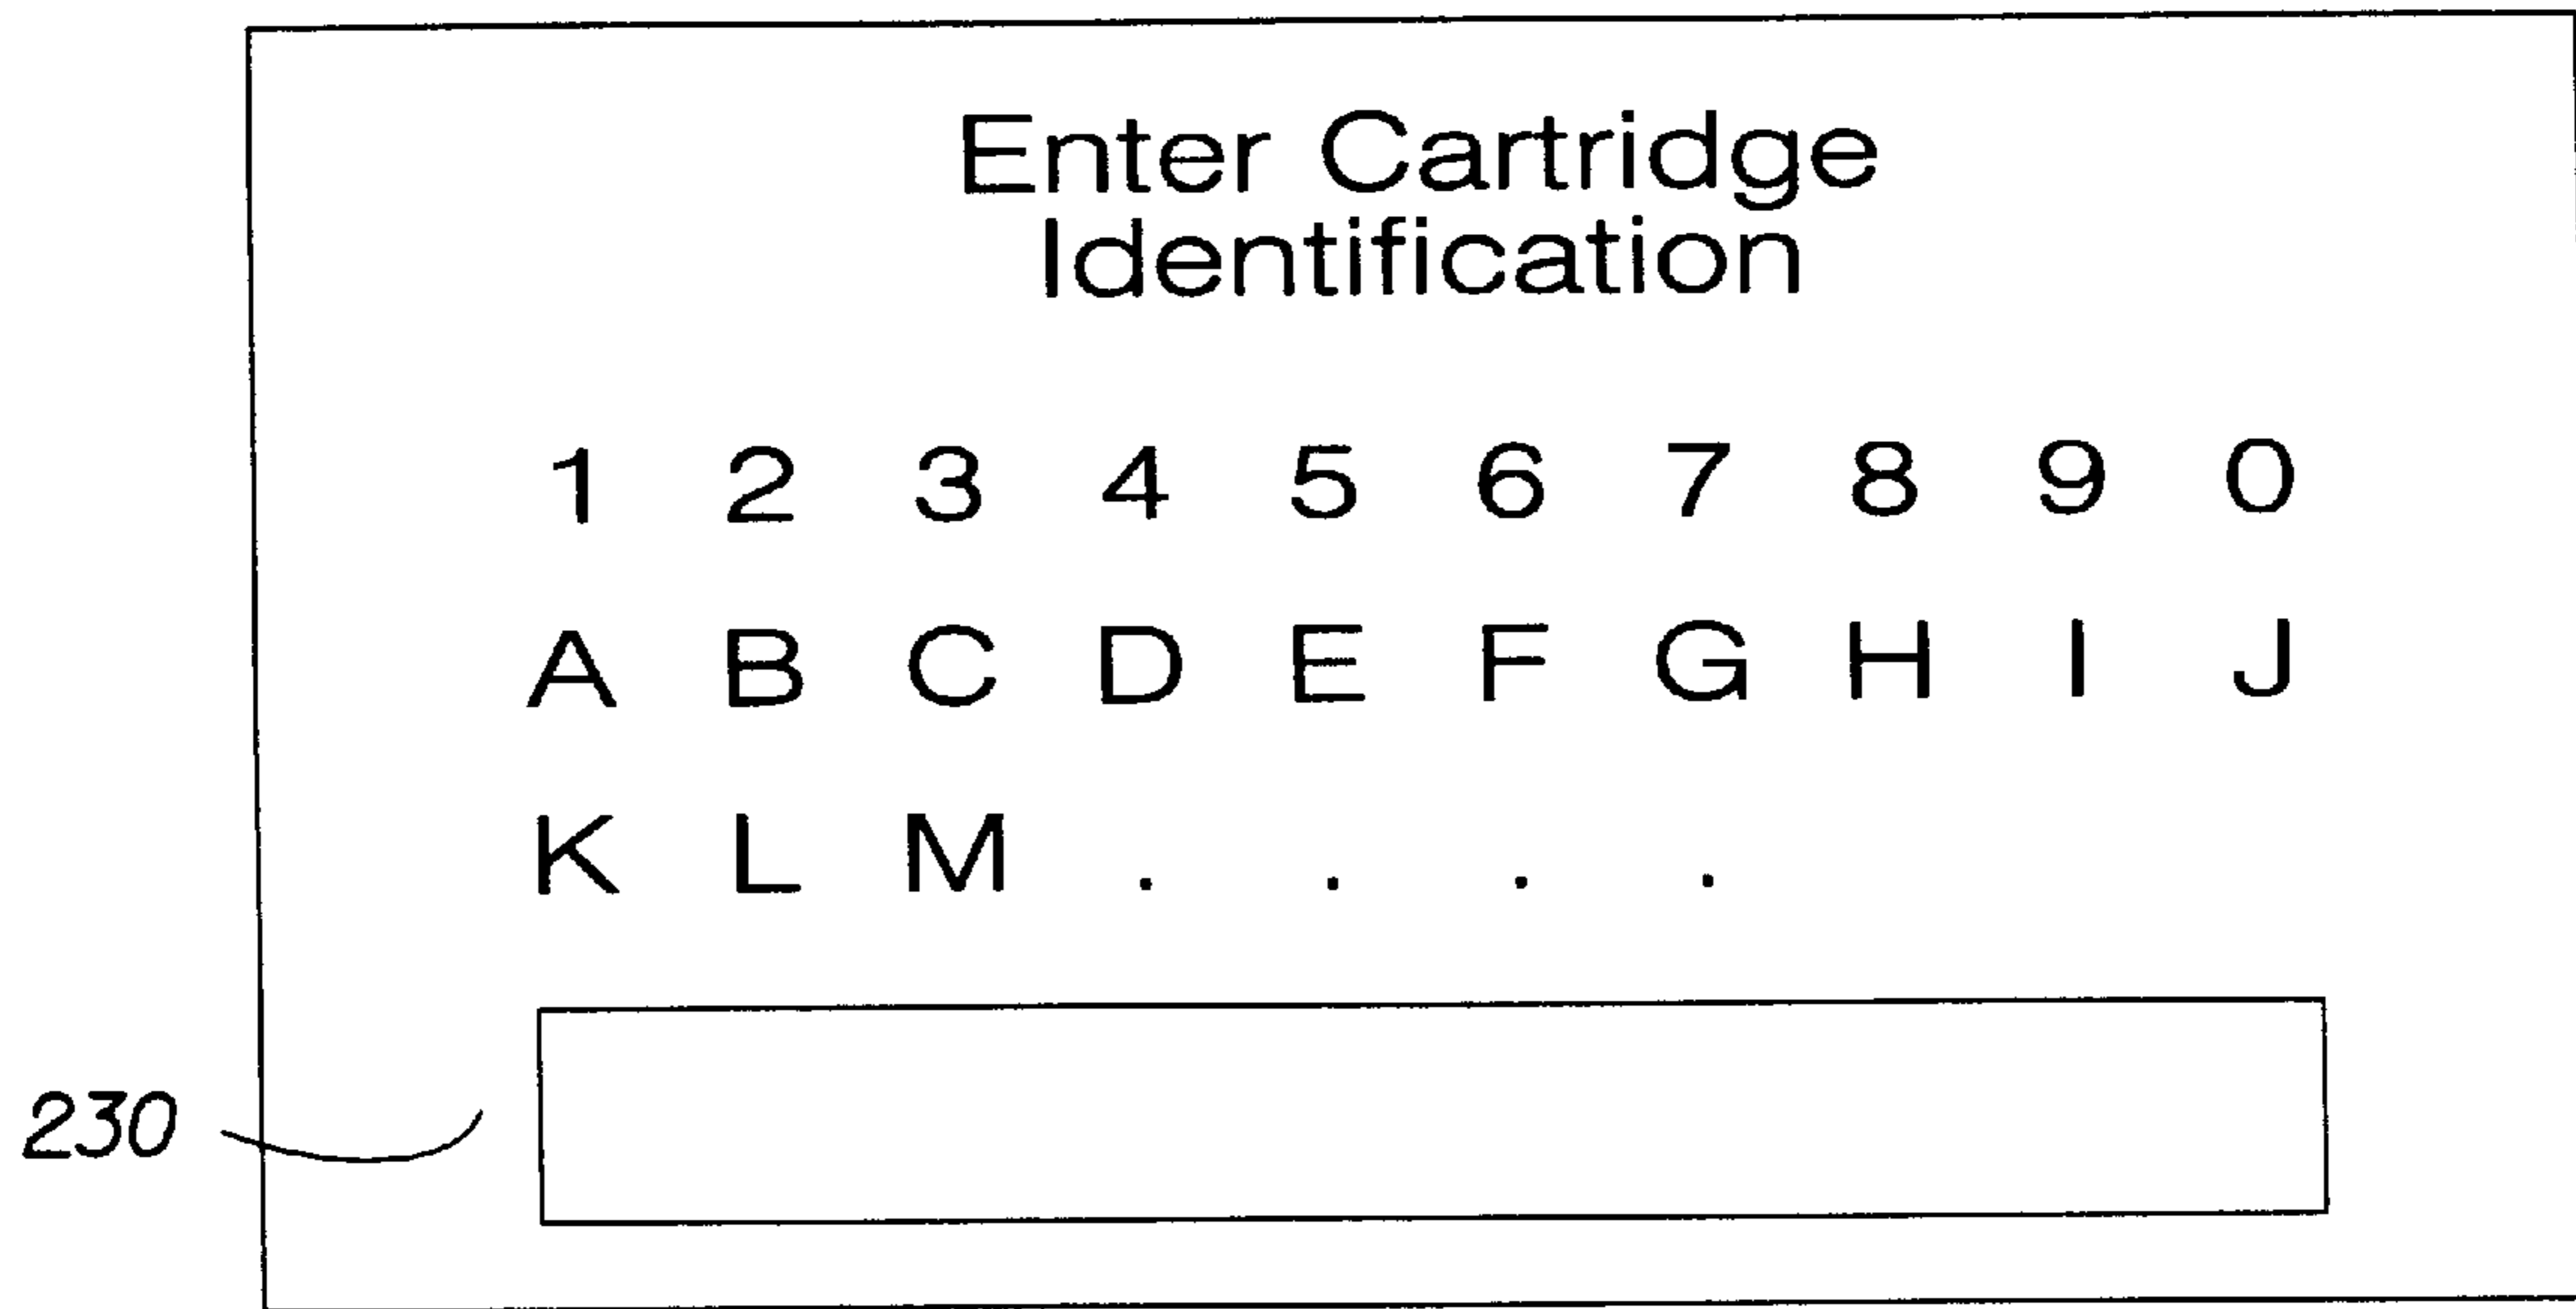 Enter Cartridge
Identification
1 2 3 4 5 6 7 8 9 0
A B C D E F G H I J
K L M . . . .
230